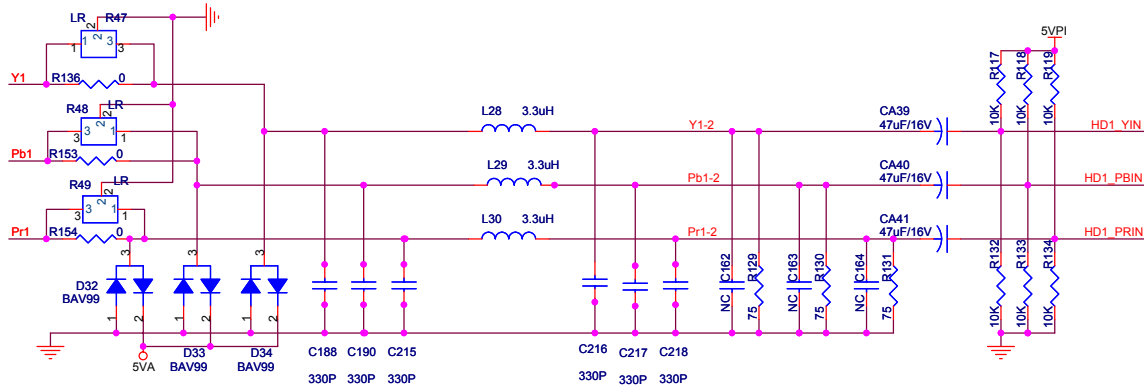 LR R47
2
1 2 3
1 3
Y1 R136 0
R48 LR
2
3 2 1
3 1
Pb1 R153 0
R49 LR
2
3 2 1
3 1
Pr1 R154 0
L28 3.3uH
L29 3.3uH
L30 3.3uH
Y1-2
Pb1-2
Pr1-2
CA39
47uF/16V
CA40
47uF/16V
CA41
47uF/16V
5VPI
R117
10K
R118
10K
R119
10K
HD1_YIN
HD1_PBIN
HD1_PRIN
R132
10K
R133
10K
R134
10K
3 3 3
D32
BAV99
1 2 1 2 1 2
5VA
D33
BAV99
D34
BAV99
C188
330P
C190
330P
C215
330P
C216
330P
C217
330P
C218
330P
C162
NC
R129
75
C163
NC
R130
75
C164
NC
R131
75